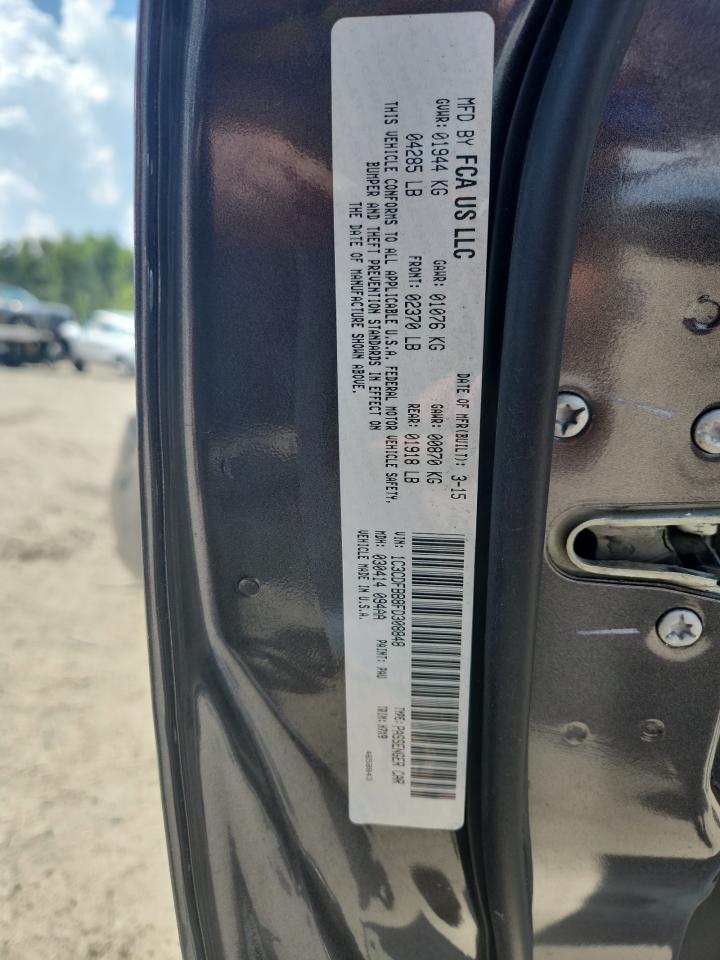 MFD BY FCA US LLC
DATE OF MFR(BUILT): 3-15
GVWR: 01944 KG GAWR: 01076 KG GAWR: 00870 KG
04285 LB FRONT: 02370 LB REAR: 01918 LB
THIS VEHICLE CONFORMS TO ALL APPLICABLE U.S.A. FEDERAL MOTOR VEHICLE SAFETY,
BUMPER AND THEFT PREVENTION STANDARDS IN EFFECT ON
THE DATE OF MANUFACTURE SHOWN ABOVE.
VIN: 1C3CDFBB8FD308848 TYPE: PASSENGER CAR
MDH: 030414 094AA PAINT: PAU TRIM: H7X9
VEHICLE MADE IN U.S.A.